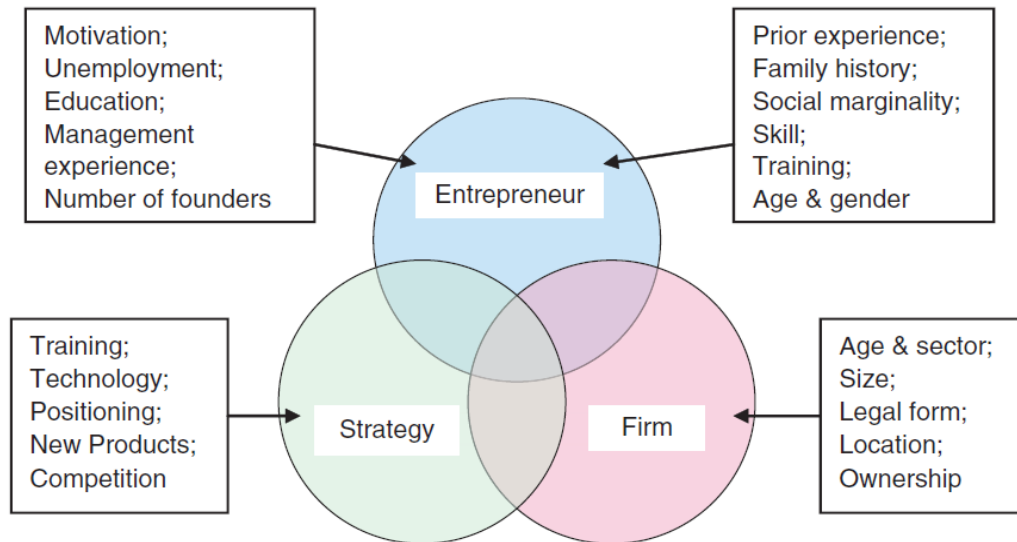 Motivation;
Unemployment;
Education;
Management
experience;
Number of founders
Prior experience;
Family history;
Social marginality;
Skill;
Training;
Age & gender
Entrepreneur
Training;
Technology;
Positioning;
New Products;
Competition
Strategy
Firm
Age & sector;
Size;
Legal form;
Location;
Ownership